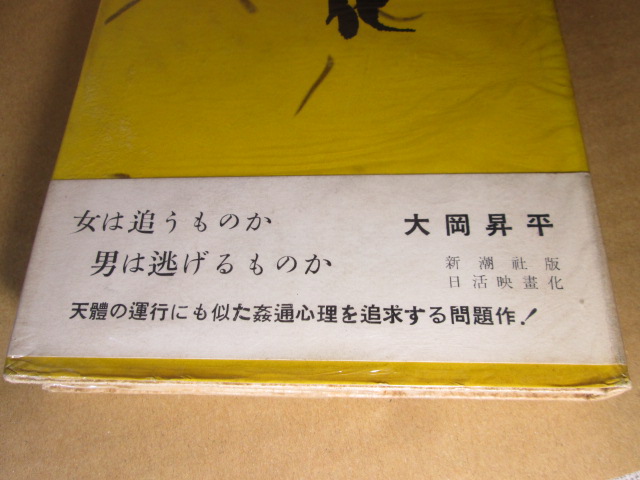 女は追うものか
男は逃げるものか
大岡昇平
新潮社版
日活映畫化
天體の運行にも似た姦通心理を追求する問題作!